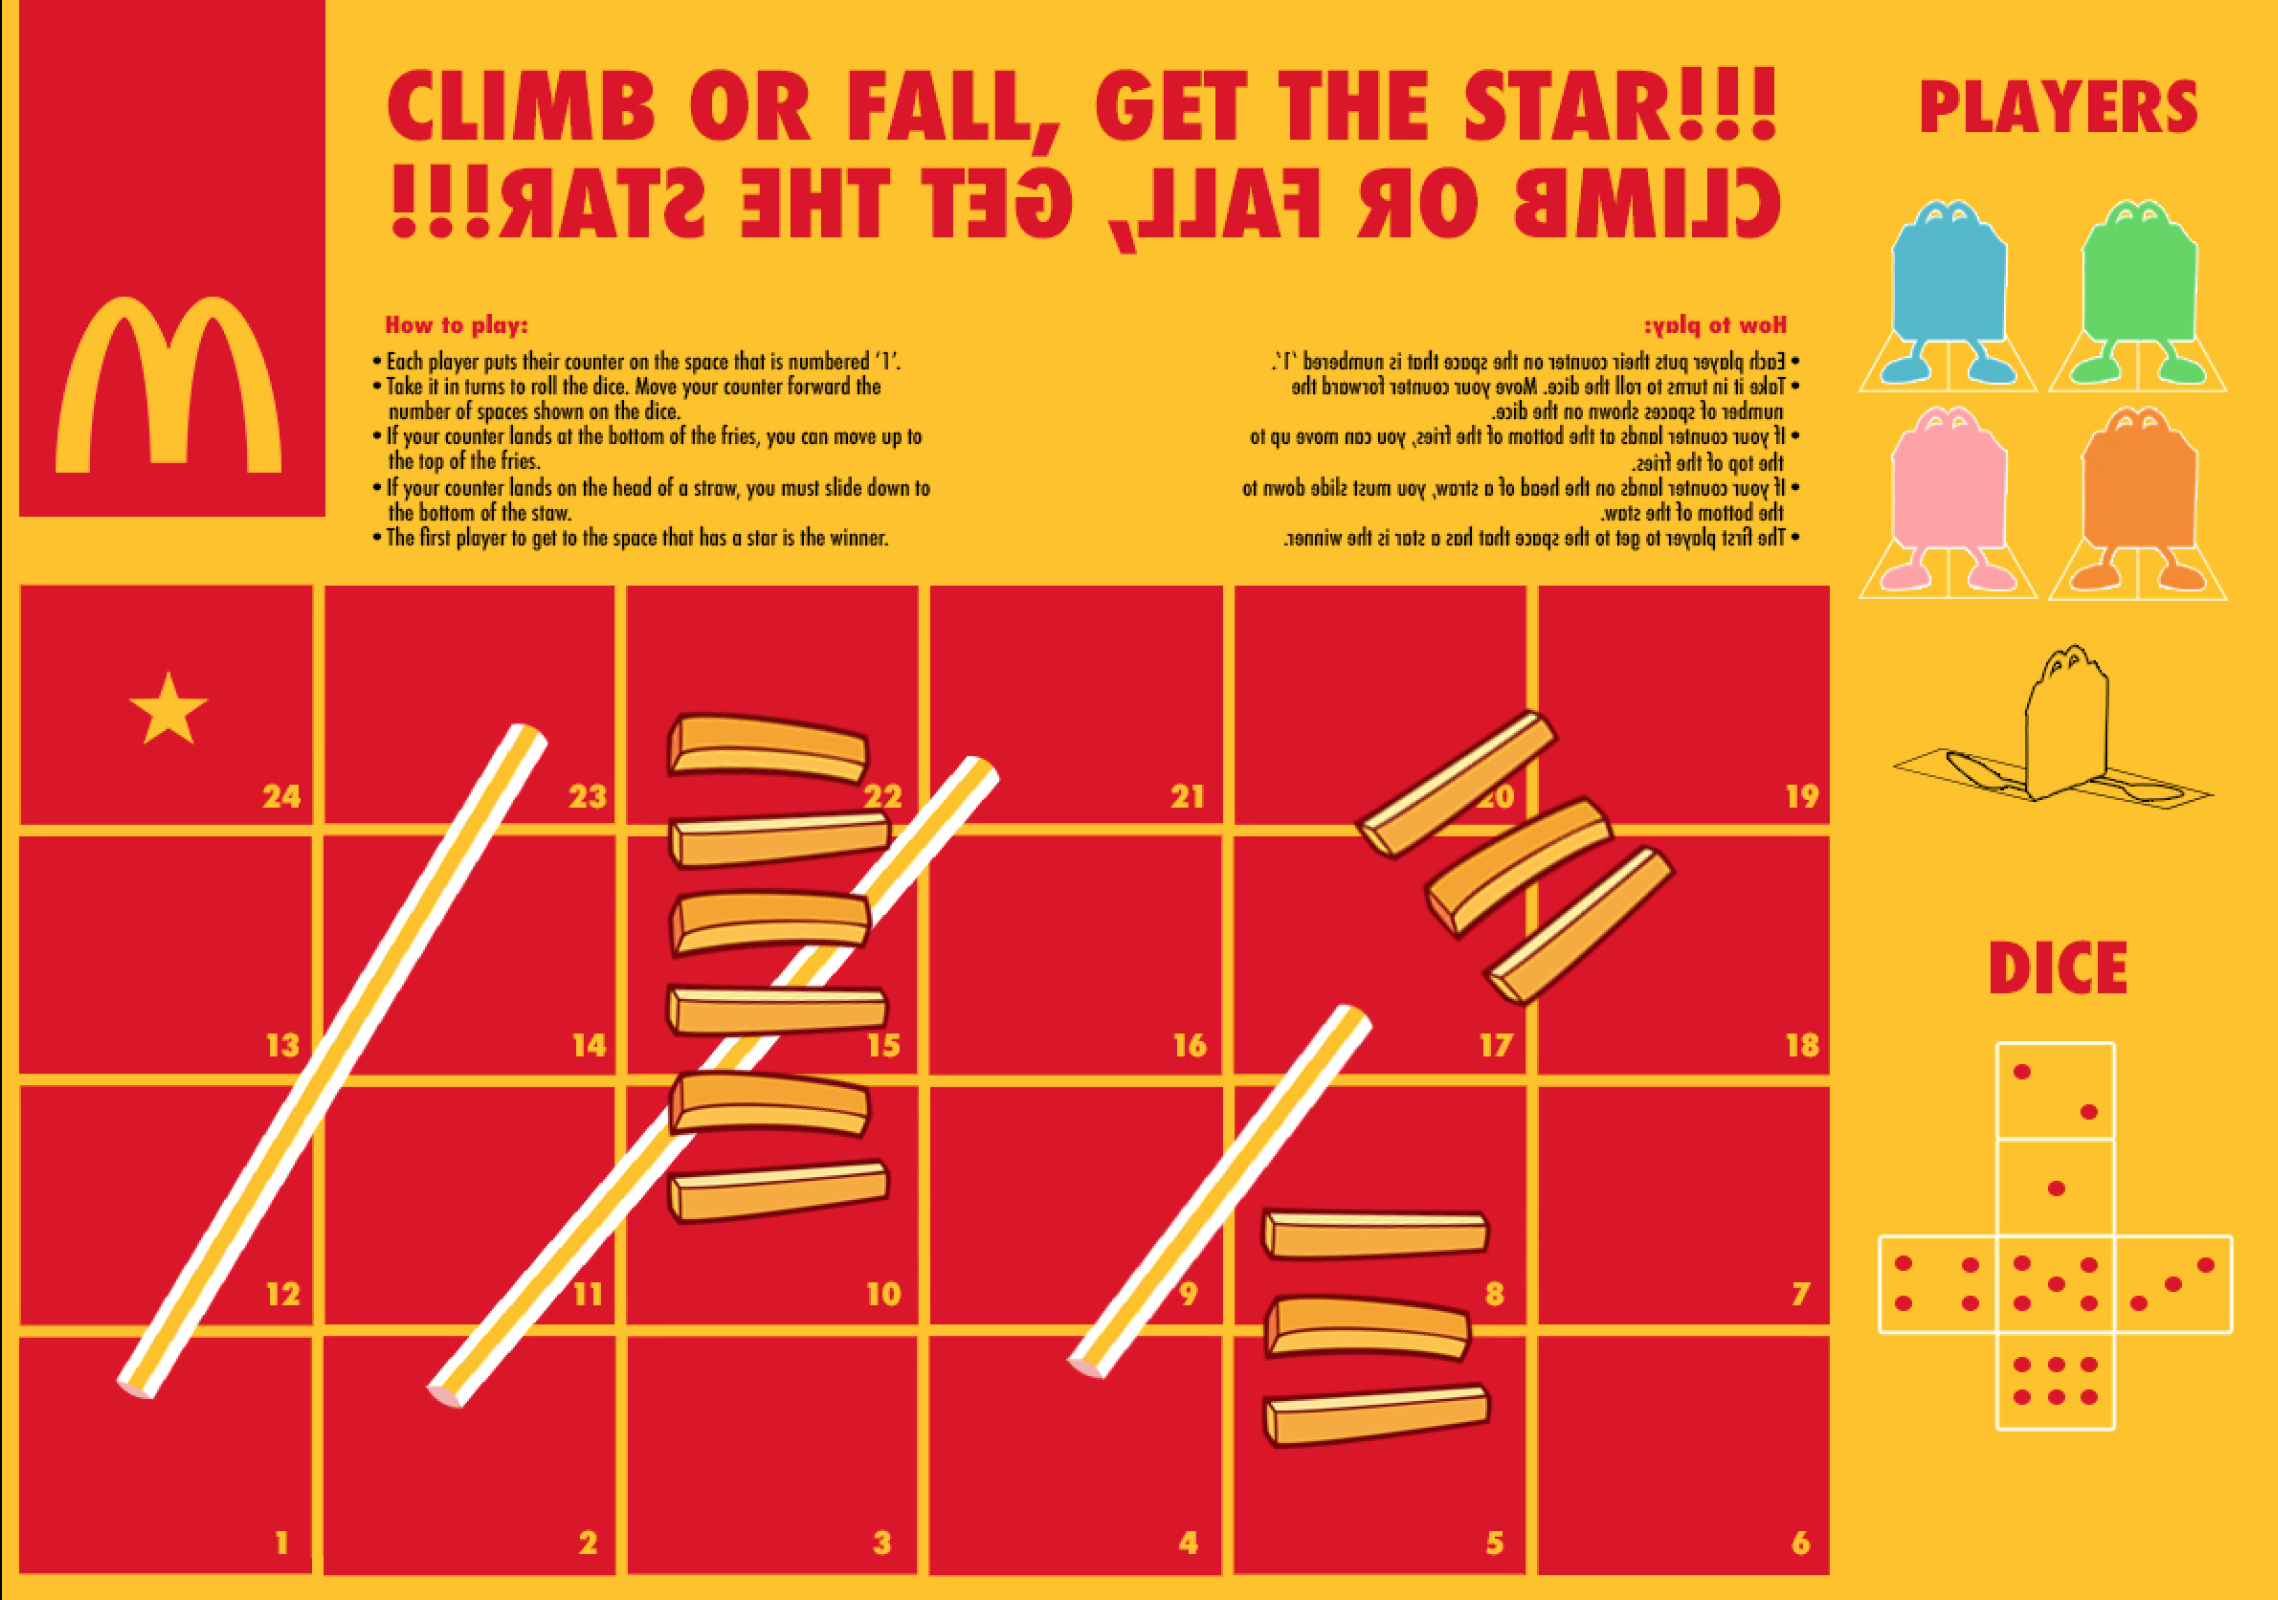 CLIMB OR FALL, GET THE STAR!!!
CLIMB OR FALL, GET THE STAR!!!
How to play:
• Each player puts their counter on the space that is numbered ‘1’.
• Take it in turns to roll the dice. Move your counter forward the
number of spaces shown on the dice.
• If your counter lands at the bottom of the fries, you can move up to
the top of the fries.
• If your counter lands on the head of a straw, you must slide down to
the bottom of the staw.
• The first player to get to the space that has a star is the winner.
How to play:
• Each player puts their counter on the space that is numbered ‘1’.
• Take it in turns to roll the dice. Move your counter forward the
number of spaces shown on the dice.
• If your counter lands at the bottom of the fries, you can move up to
the top of the fries.
• If your counter lands on the head of a straw, you must slide down to
the bottom of the staw.
• The first player to get to the space that has a star is the winner.
PLAYERS
DICE
24 23 22 21 20 19
13 14 15 16 17 18
12 11 10 9 8 7
1 2 3 4 5 6